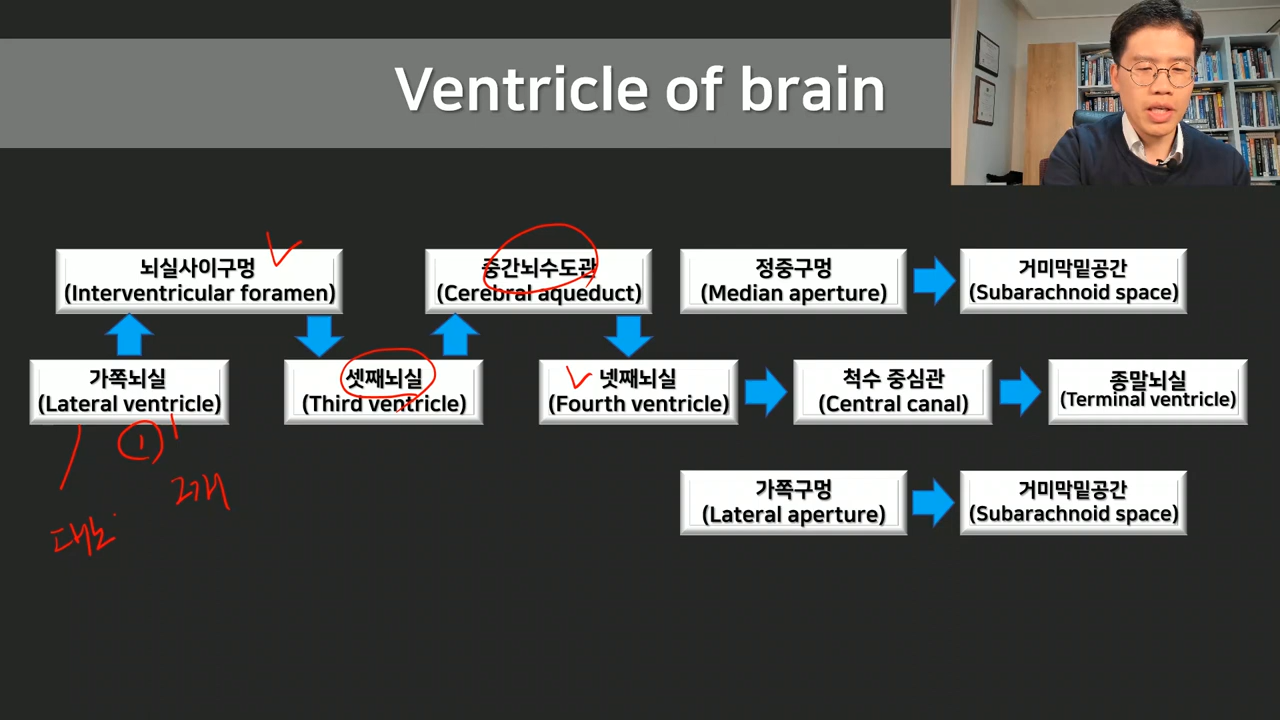 Ventricle of brain
뇌실사이구멍
(Interventricular foramen)
중간뇌수도관
(Cerebral aqueduct)
정중구멍
(Median aperture)
거미막밑공간
(Subarachnoid space)
가쪽뇌실
(Lateral ventricle)
셋째뇌실
(Third ventricle)
넷째뇌실
(Fourth ventricle)
척수 중심관
(Central canal)
종말뇌실
(Terminal ventricle)
가쪽구멍
(Lateral aperture)
거미막밑공간
(Subarachnoid space)
1
2개
대뇌